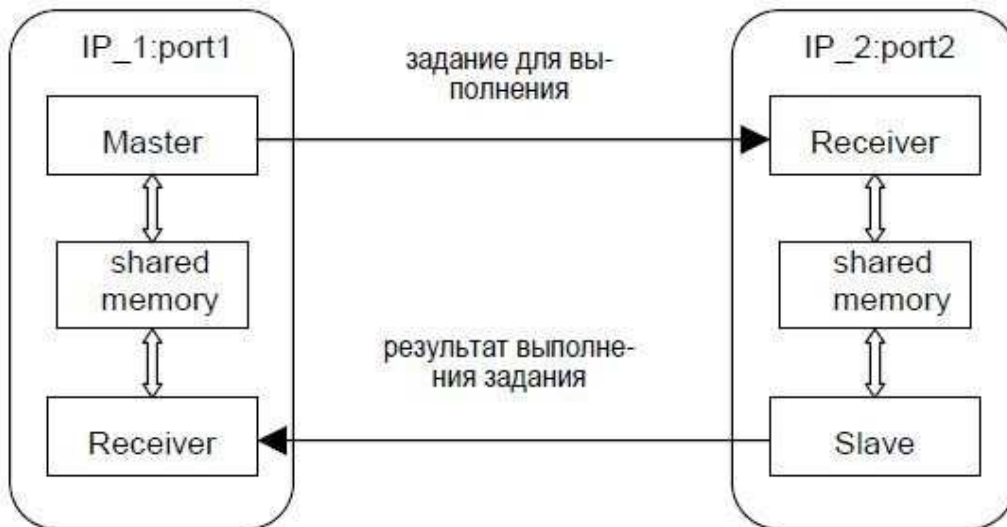 IP_1:port1
IP_2:port2
задание для вы-
полнения
Master
Receiver
shared
memory
shared
memory
результат выполне-
ния задания
Receiver
Slave